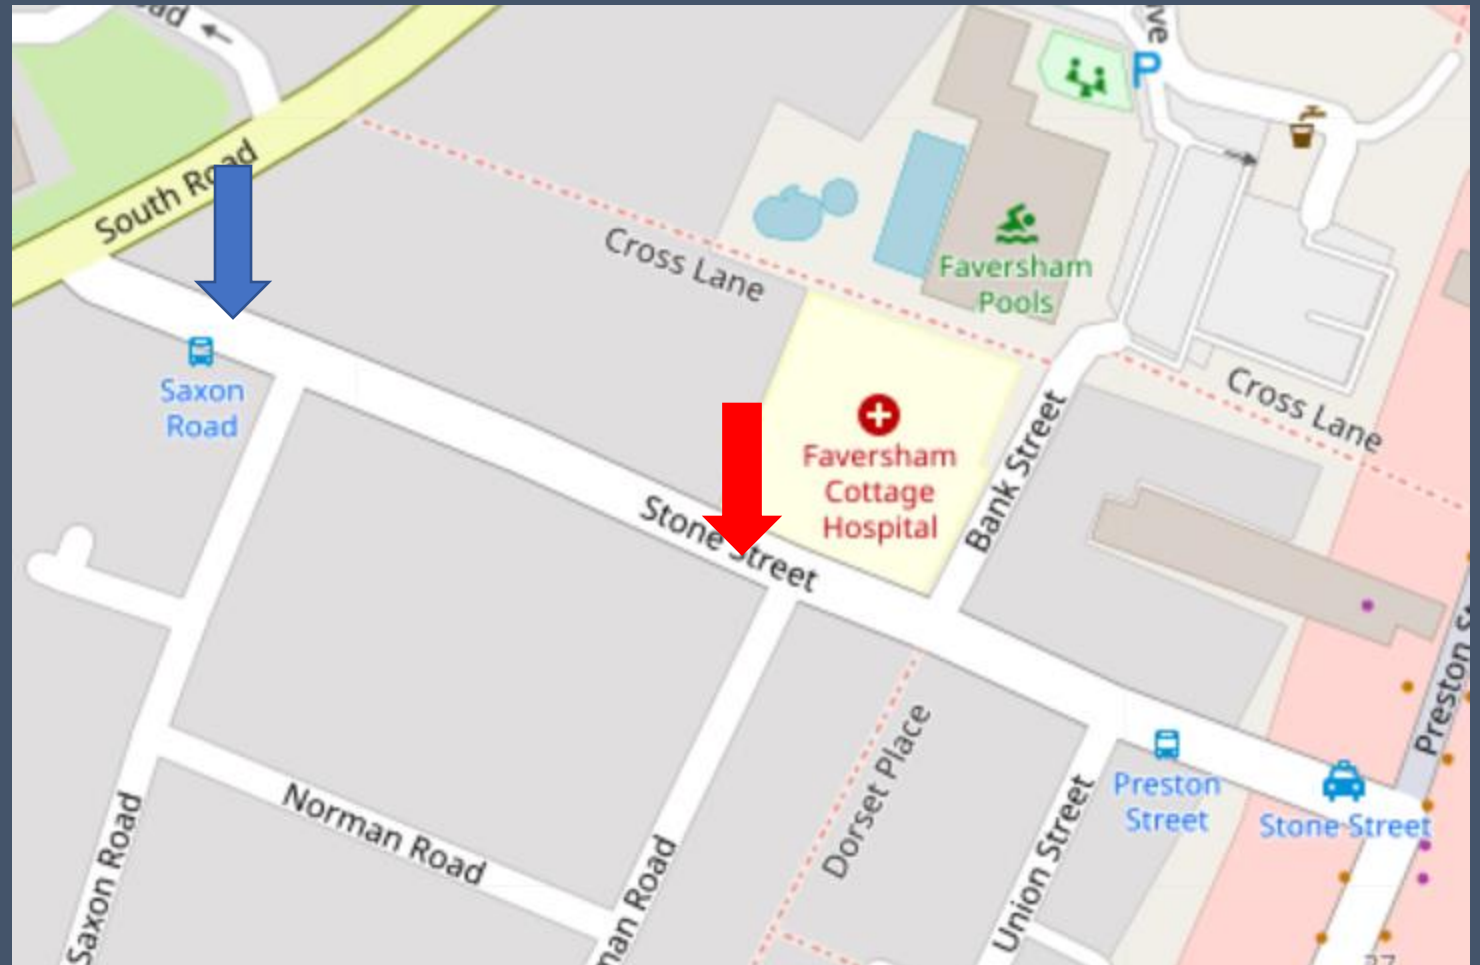 South Road
Cross Lane
Faversham
Pools
P
Saxon
Road
Faversham
Cottage
Hospital
Cross Lane
Bank Street
Stone Street
Dorset Place
Preston
Street
Stone Street
Norman Road
Saxon Road
Union Street
Road